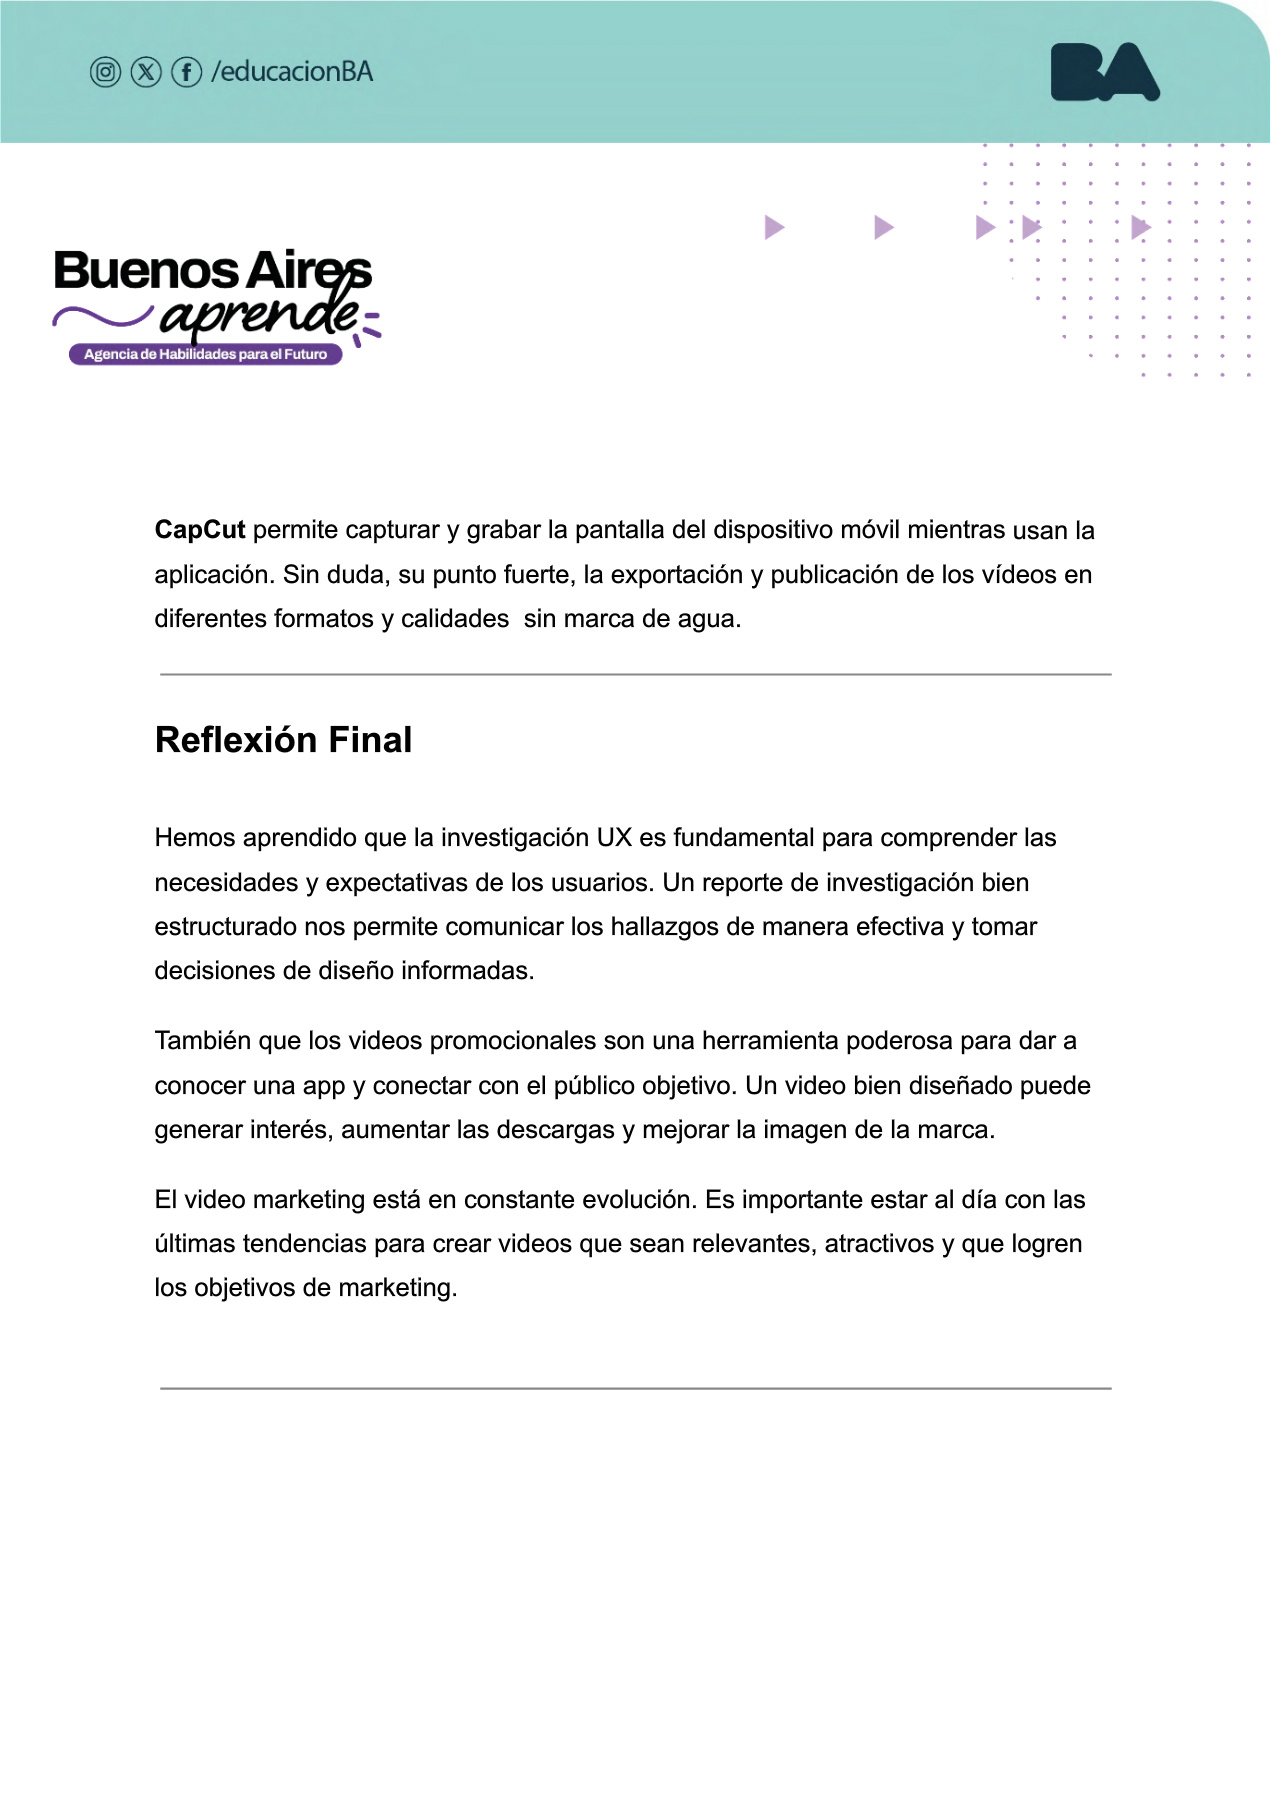 /educacionBA
BA
Buenos Aires
aprende
Agencia de Habilidades para el Futuro
CapCut permite capturar y grabar la pantalla del dispositivo móvil mientras usan la
aplicación. Sin duda, su punto fuerte, la exportación y publicación de los vídeos en
diferentes formatos y calidades  sin marca de agua.
Reflexión Final
Hemos aprendido que la investigación UX es fundamental para comprender las
necesidades y expectativas de los usuarios. Un reporte de investigación bien
estructurado nos permite comunicar los hallazgos de manera efectiva y tomar
decisiones de diseño informadas.
También que los videos promocionales son una herramienta poderosa para dar a
conocer una app y conectar con el público objetivo. Un video bien diseñado puede
generar interés, aumentar las descargas y mejorar la imagen de la marca.
El video marketing está en constante evolución. Es importante estar al día con las
últimas tendencias para crear videos que sean relevantes, atractivos y que logren
los objetivos de marketing.